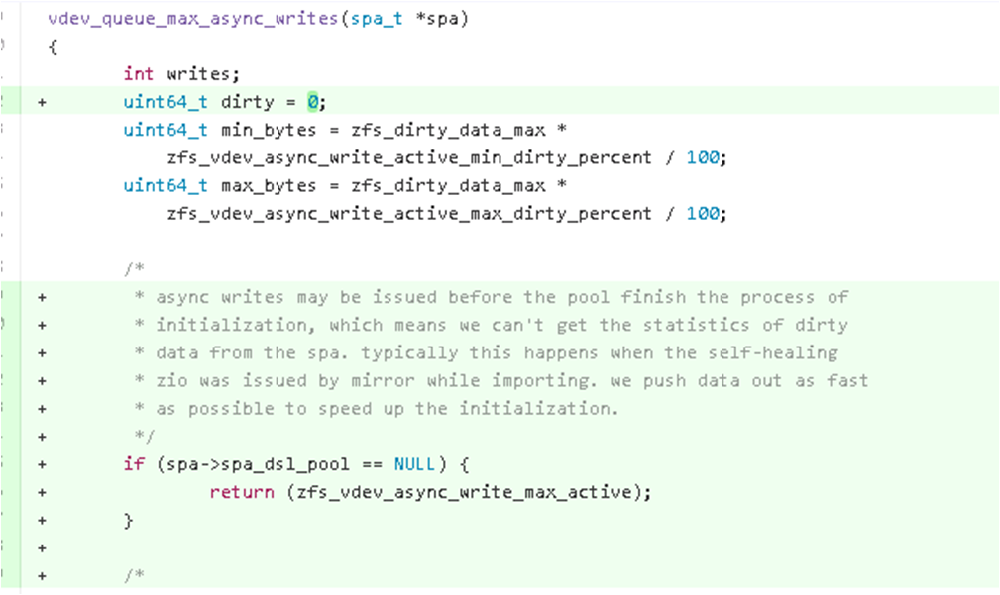 vdev_queue_max_async_writes(spa_t *spa)
{
int writes;
+ uint64_t dirty = 0;
uint64_t min_bytes = zfs_dirty_data_max *
zfs_vdev_async_write_active_min_dirty_percent / 100;
uint64_t max_bytes = zfs_dirty_data_max *
zfs_vdev_async_write_active_max_dirty_percent / 100;
/*
+ * async writes may be issued before the pool finish the process of
+ * initialization, which means we can't get the statistics of dirty
+ * data from the spa. typically this happens when the self-healing
+ * zio was issued by mirror while importing. we push data out as fast
+ * as possible to speed up the initialization.
+ */
+ if (spa->spa_dsl_pool == NULL) {
+ return (zfs_vdev_async_write_max_active);
+ }
+
+ /*